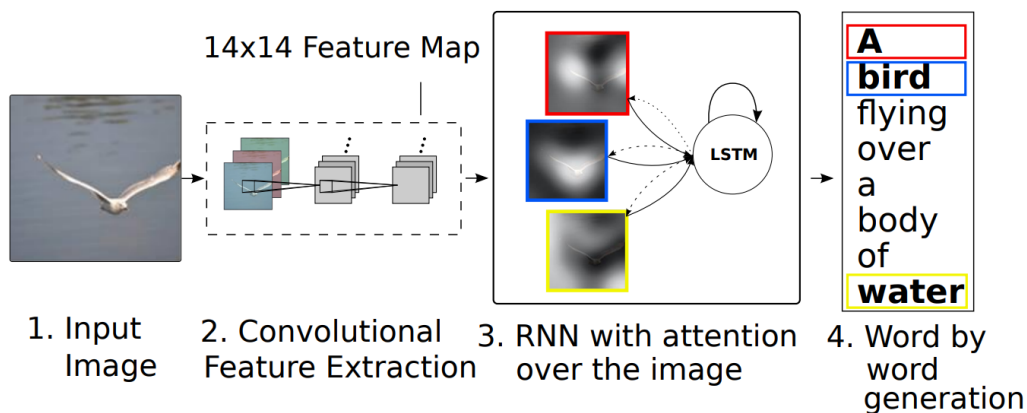 14x14 Feature Map
LSTM
A
bird
flying
over
a
body
of
water
1. Input
Image
2. Convolutional
Feature Extraction
3. RNN with attention
over the image
4. Word by
word
generation